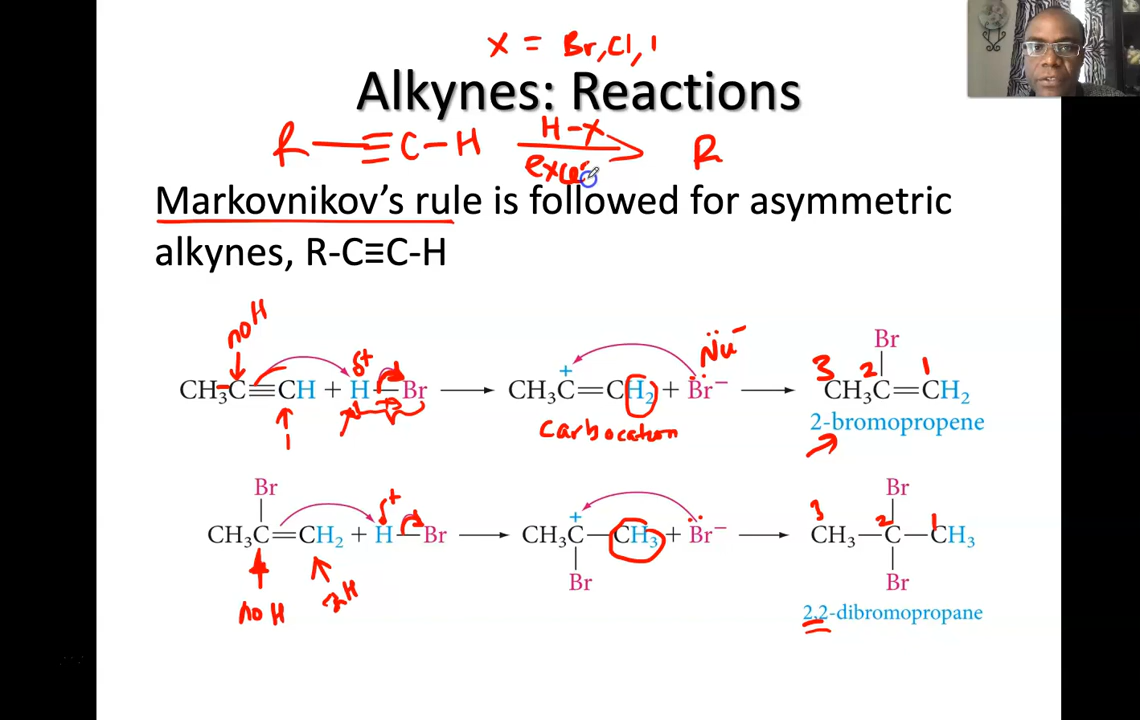 X = Br, Cl, I
Alkynes: Reactions
R—≡C—H H-X R
Markovnikov's rule is followed for asymmetric
alkynes, R-C≡C-H
no H δ+ Nu⁻ Br
3 2 1
CH₃C≡CH + H—Br ⟶ CH₃C⁺=CH₂ + Br⁻ ⟶ CH₃C=CH₂
1 Carbocation 2-bromopropene
Br δ+ Br
3 2 1
CH₃C=CH₂ + H—Br ⟶ CH₃C⁺—CH₃ + Br⁻ ⟶ CH₃—C—CH₃
Br Br
no H 2H 2,2-dibromopropane